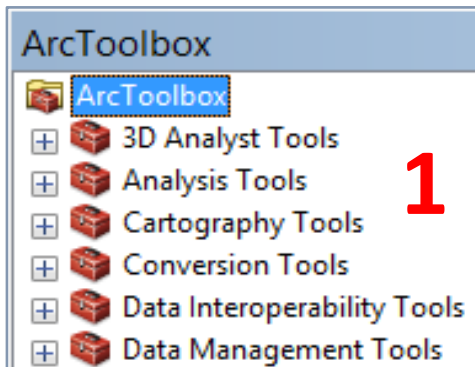 ArcToolbox
ArcToolbox
3D Analyst Tools
Analysis Tools
1
Cartography Tools
Conversion Tools
Data Interoperability Tools
Data Management Tools